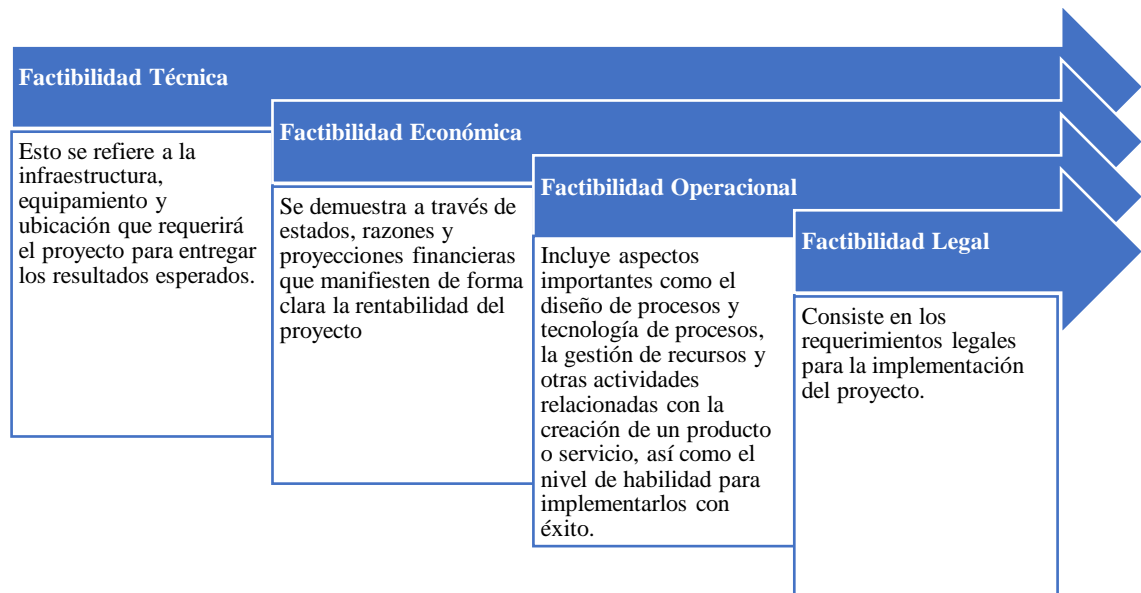 Factibilidad Técnica
Esto se refiere a la
infraestructura,
equipamiento y
ubicación que requerirá
el proyecto para entregar
los resultados esperados.
Factibilidad Económica
Se demuestra a través de
estados, razones y
proyecciones financieras
que manifiesten de forma
clara la rentabilidad del
proyecto
Factibilidad Operacional
Incluye aspectos
importantes como el
diseño de procesos y
tecnología de procesos,
la gestión de recursos y
otras actividades
relacionadas con la
creación de un producto
o servicio, así como el
nivel de habilidad para
implementarlos con
éxito.
Factibilidad Legal
Consiste en los
requerimientos legales
para la implementación
del proyecto.